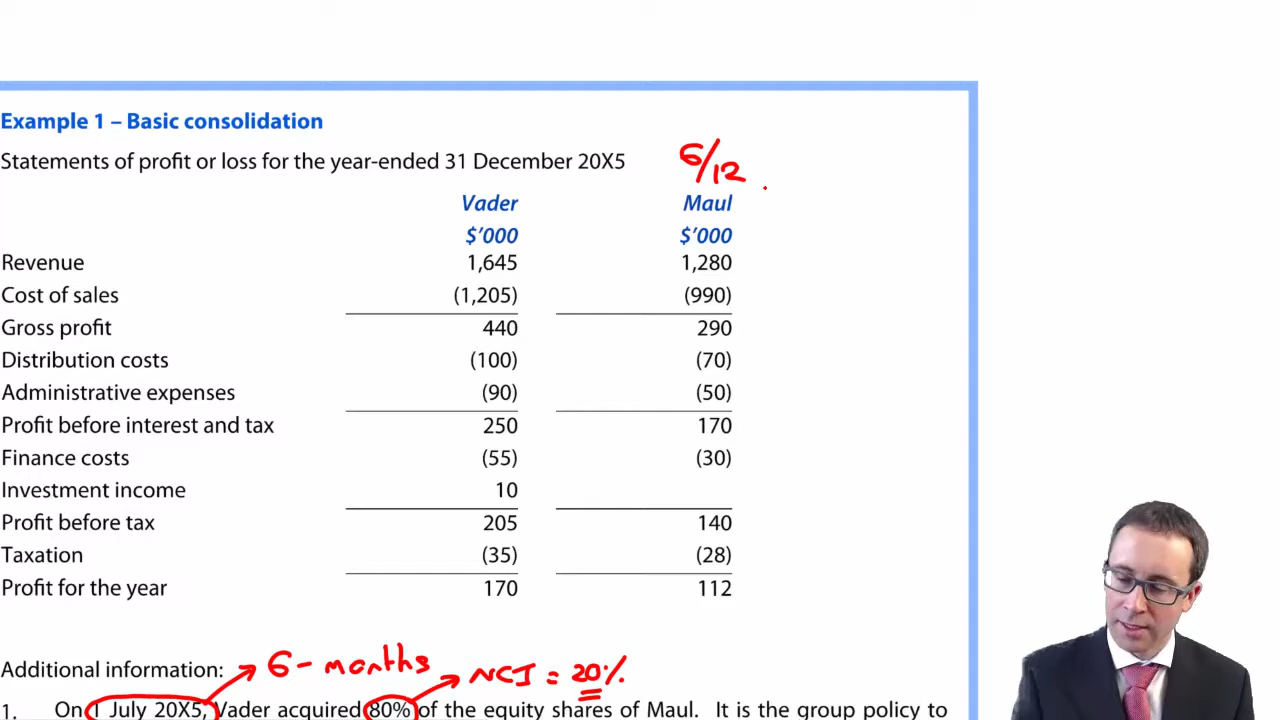 Example 1 – Basic consolidation
Statements of profit or loss for the year-ended 31 December 20X5 6/12
Vader Maul
$'000 $'000
Revenue 1,645 1,280
Cost of sales (1,205) (990)
Gross profit 440 290
Distribution costs (100) (70)
Administrative expenses (90) (50)
Profit before interest and tax 250 170
Finance costs (55) (30)
Investment income 10
Profit before tax 205 140
Taxation (35) (28)
Profit for the year 170 112
Additional information: 6 - months NCI = 20%
1. On 1 July 20X5, Vader acquired 80% of the equity shares of Maul. It is the group policy to